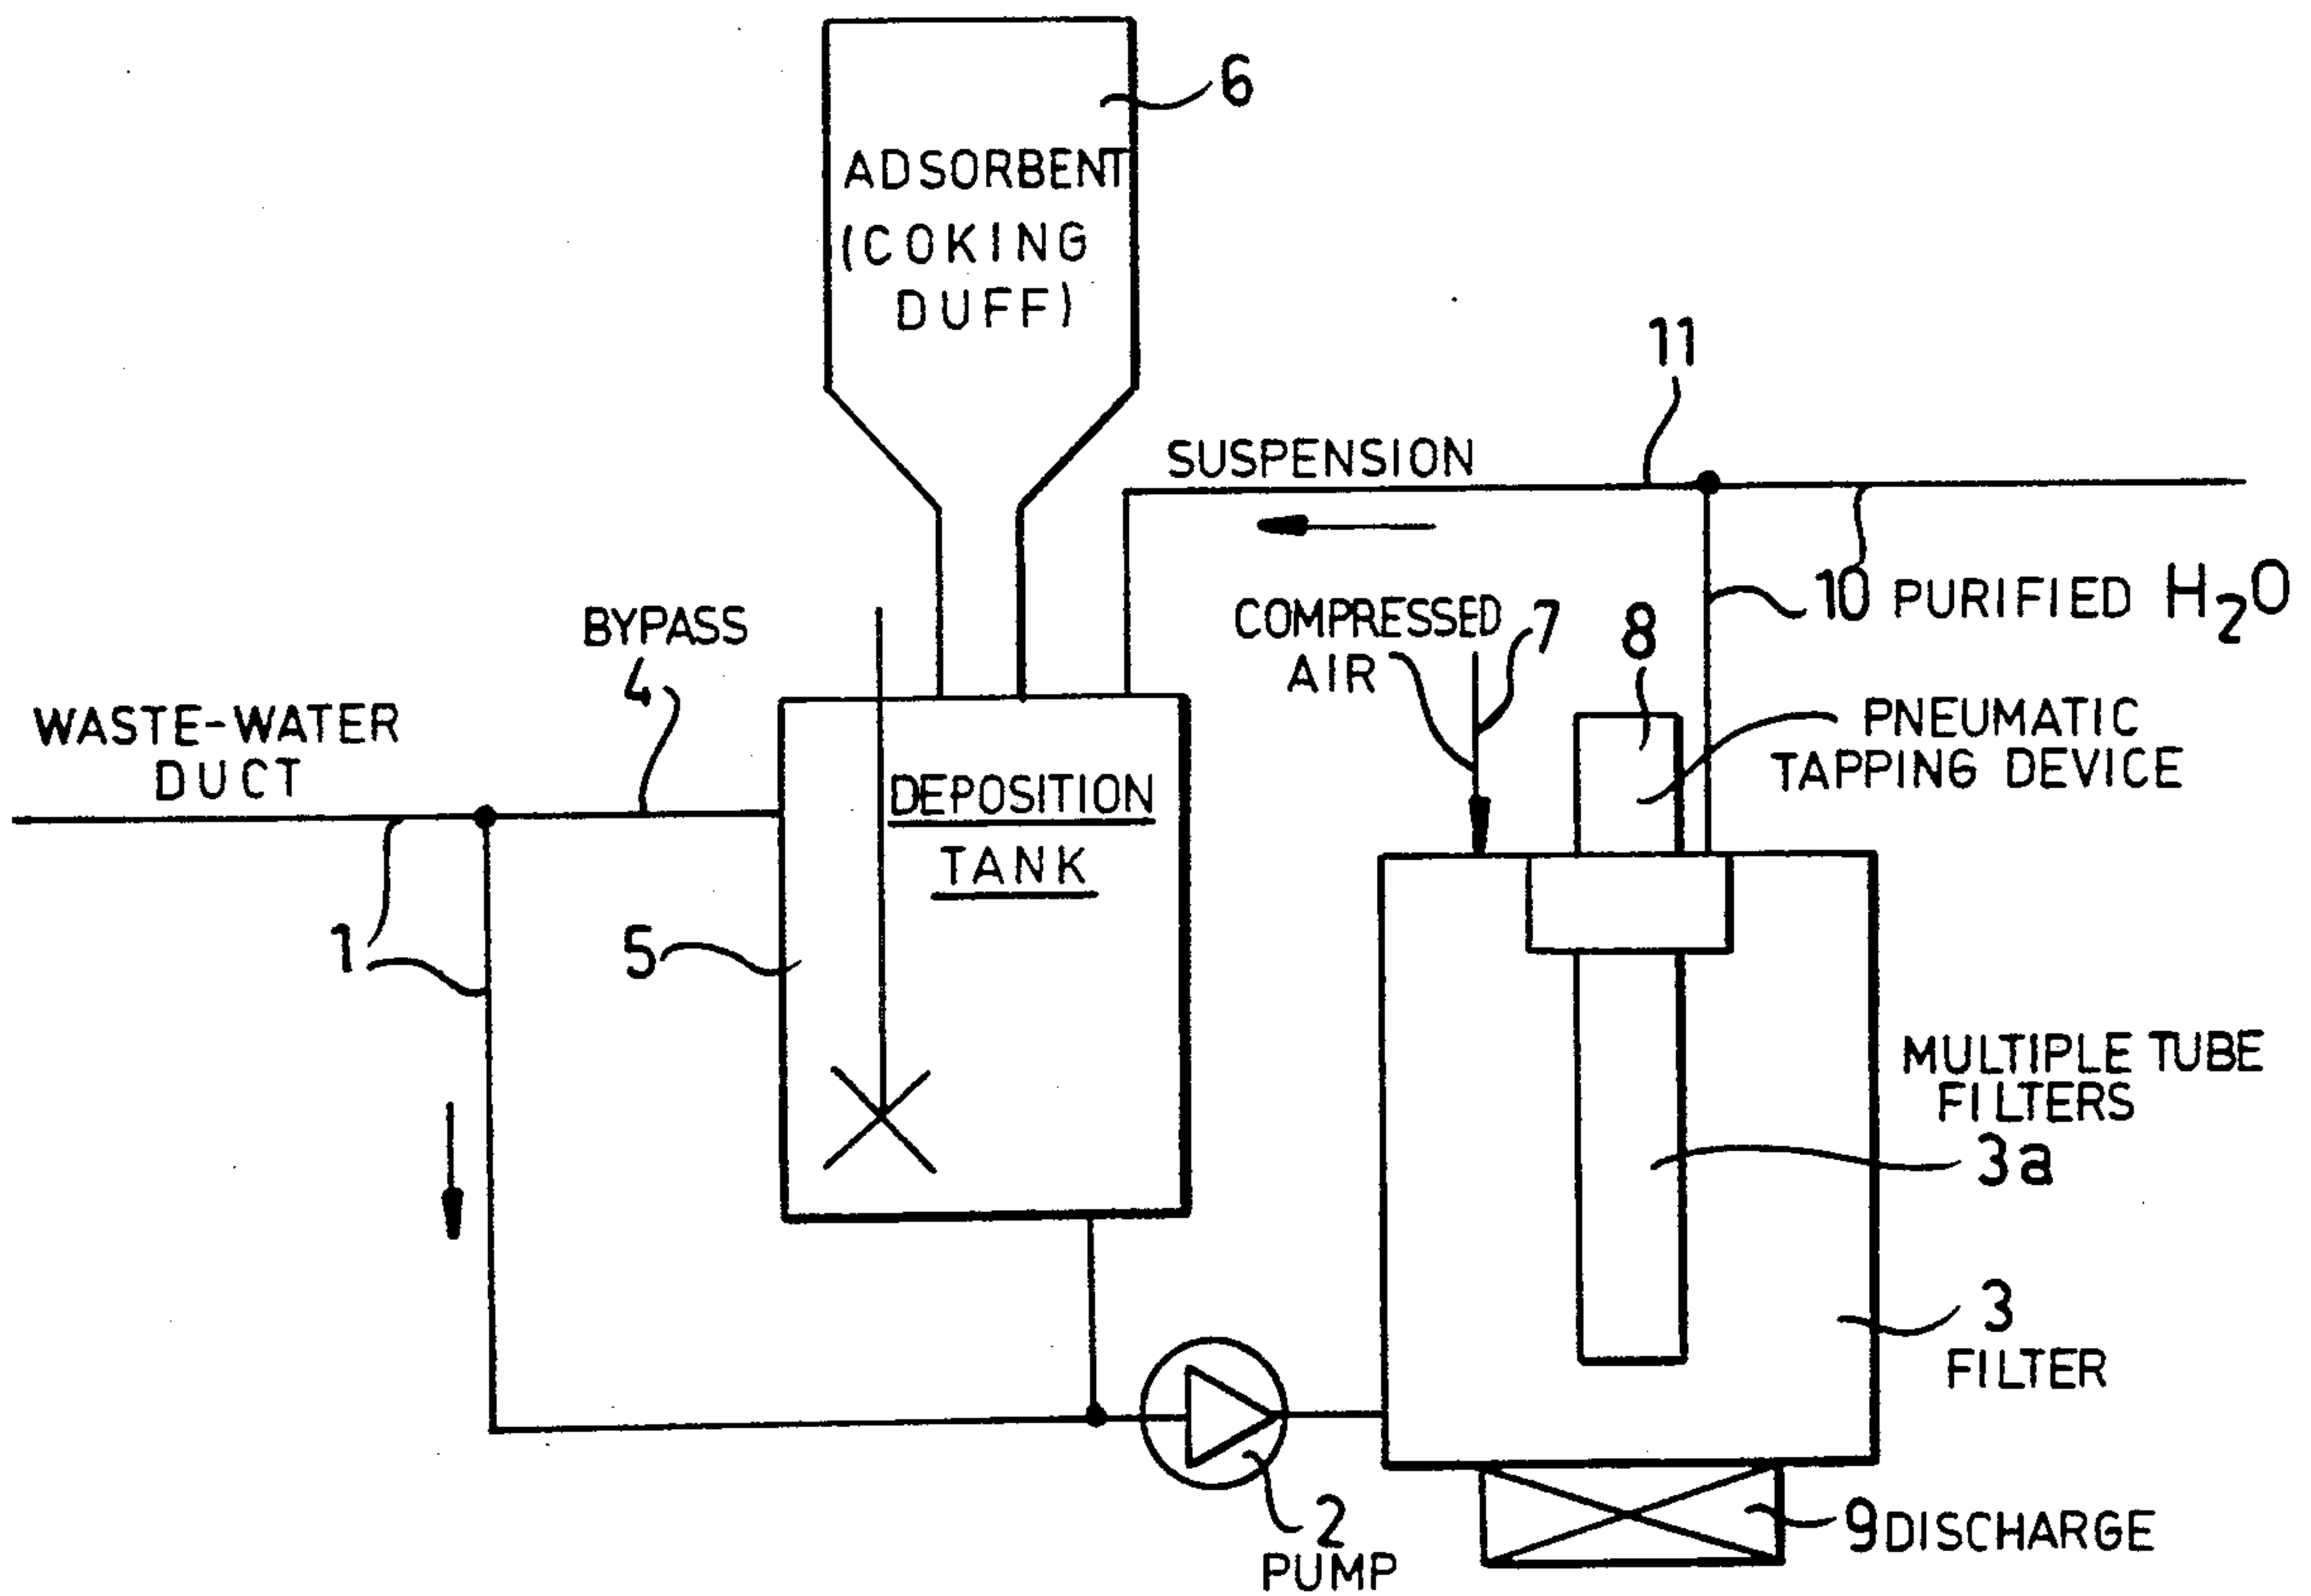 6
ADSORBENT
(COKING
DUFF)
11
SUSPENSION
10 PURIFIED H2O
COMPRESSED
AIR
7
8
BYPASS
4
WASTE-WATER
DUCT
PNEUMATIC
TAPPING DEVICE
DEPOSITION
TANK
1
5
MULTIPLE TUBE
FILTERS
3a
3
FILTER
2
PUMP
9 DISCHARGE